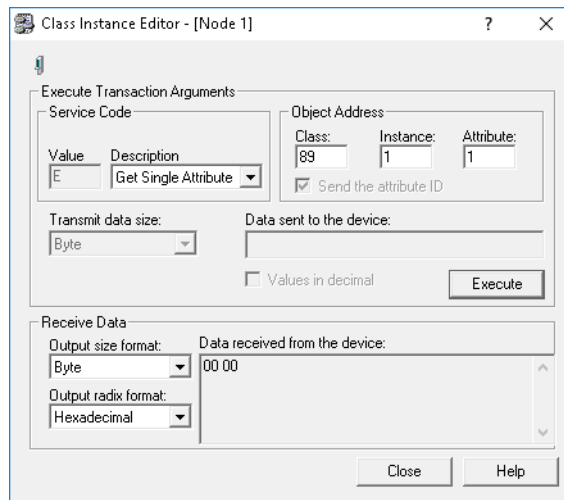 Class Instance Editor - [Node 1]
?
Execute Transaction Arguments
Service Code
Value Description
E Get Single Attribute
Object Address
Class: Instance: Attribute:
89 1 1
Send the attribute ID
Transmit data size:
Byte
Data sent to the device:
Values in decimal
Execute
Receive Data
Output size format:
Byte
Output radix format:
Hexadecimal
Data received from the device:
00 00
Close Help